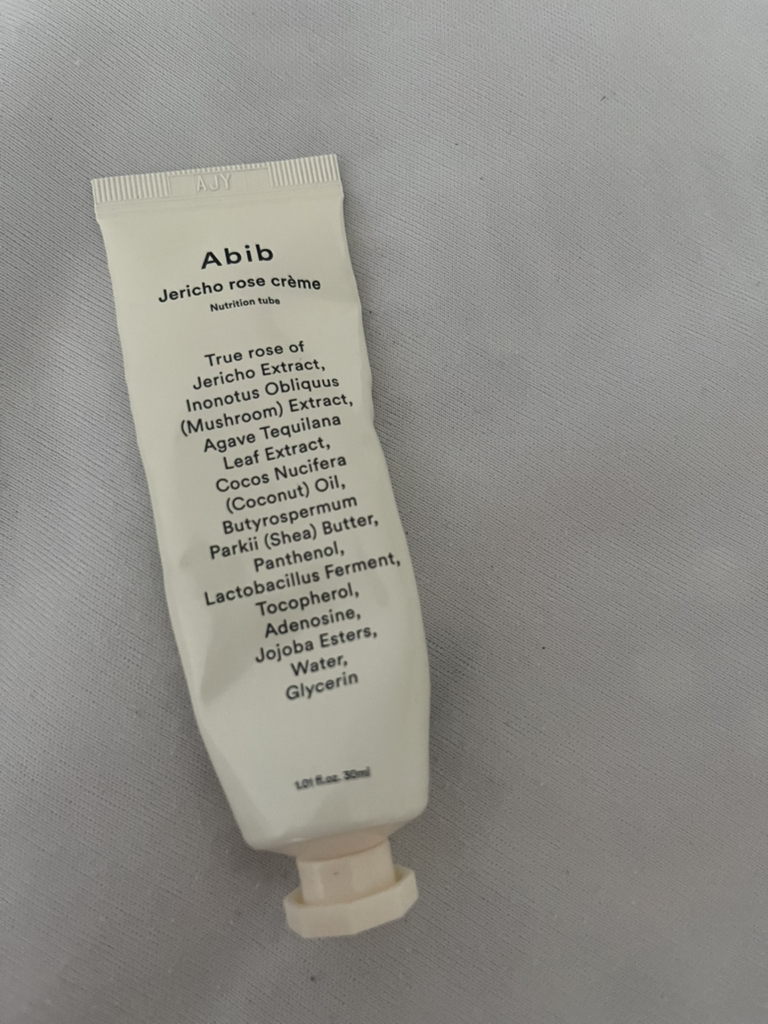 AJY
Abib
Jericho rose crème
Nutrition tube
True rose of
Jericho Extract,
Inonotus Obliquus
(Mushroom) Extract,
Agave Tequilana
Leaf Extract,
Cocos Nucifera
(Coconut) Oil,
Butyrospermum
Parkii (Shea) Butter,
Panthenol,
Lactobacillus Ferment,
Tocopherol,
Adenosine,
Jojoba Esters,
Water,
Glycerin
1.01 fl.oz. 30ml